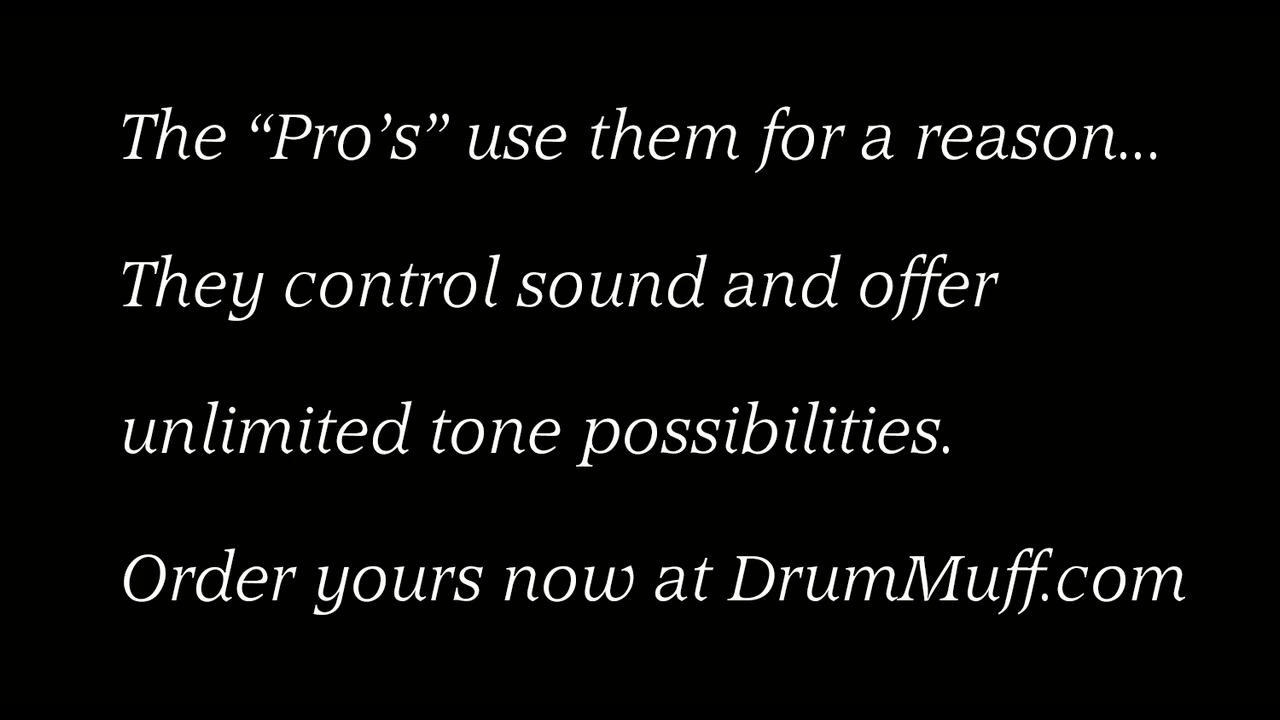 The “Pro’s” use them for a reason...
They control sound and offer
unlimited tone possibilities.
Order yours now at DrumMuff.com